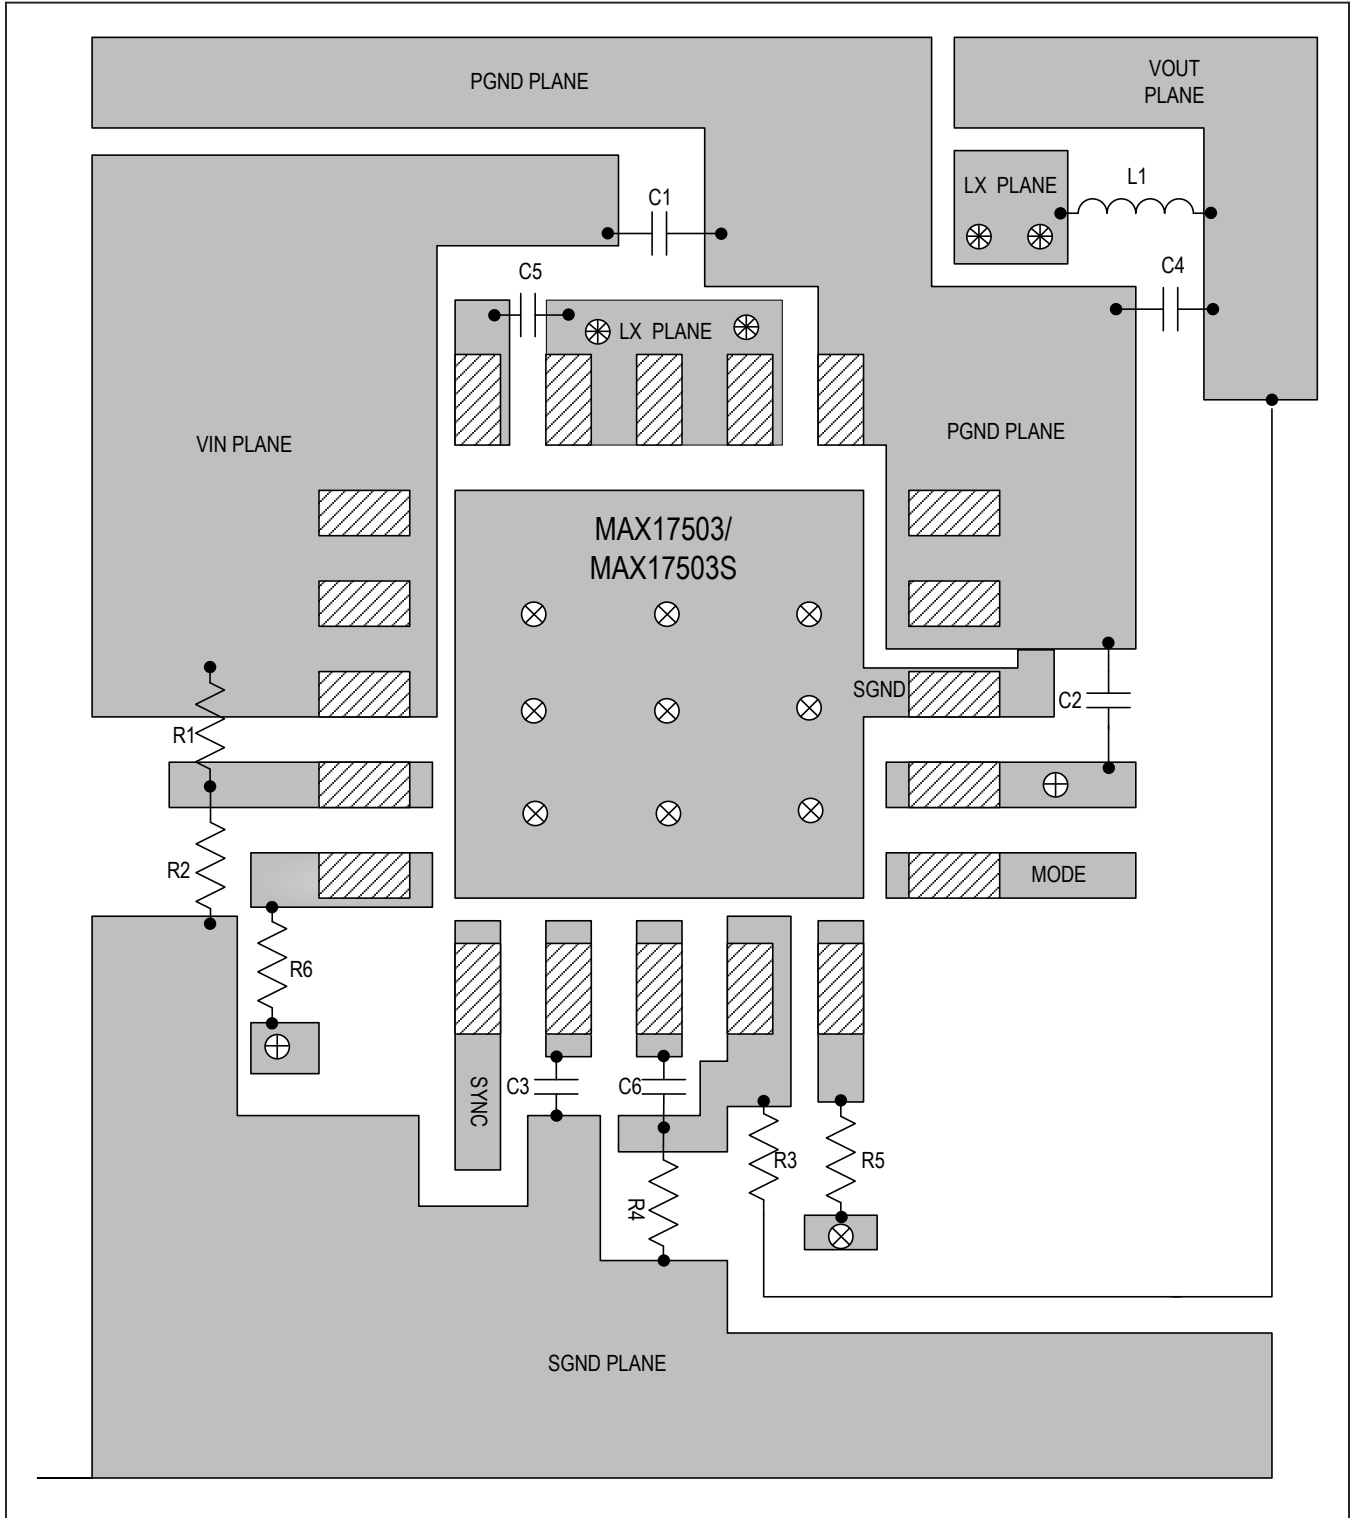 PGND PLANE
VOUT
PLANE
LX PLANE
L1
C1
C4
C5
LX PLANE
VIN PLANE
PGND PLANE
MAX17503/
MAX17503S
SGND
C2
R1
R2
MODE
R6
SYNC
C3
C6
R3
R5
R4
SGND PLANE